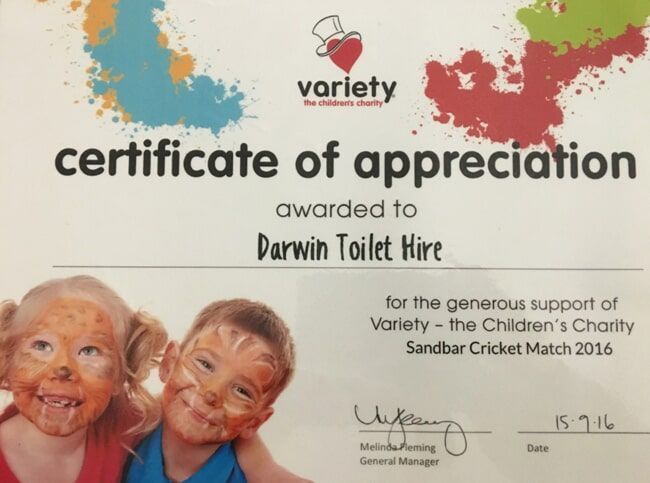 variety
the children's charity
certificate of appreciation
awarded to
Darwin Toilet Hire
for the generous support of
Variety – the Children's Charity
Sandbar Cricket Match 2016
15.9.16
Melinda Fleming
General Manager
Date